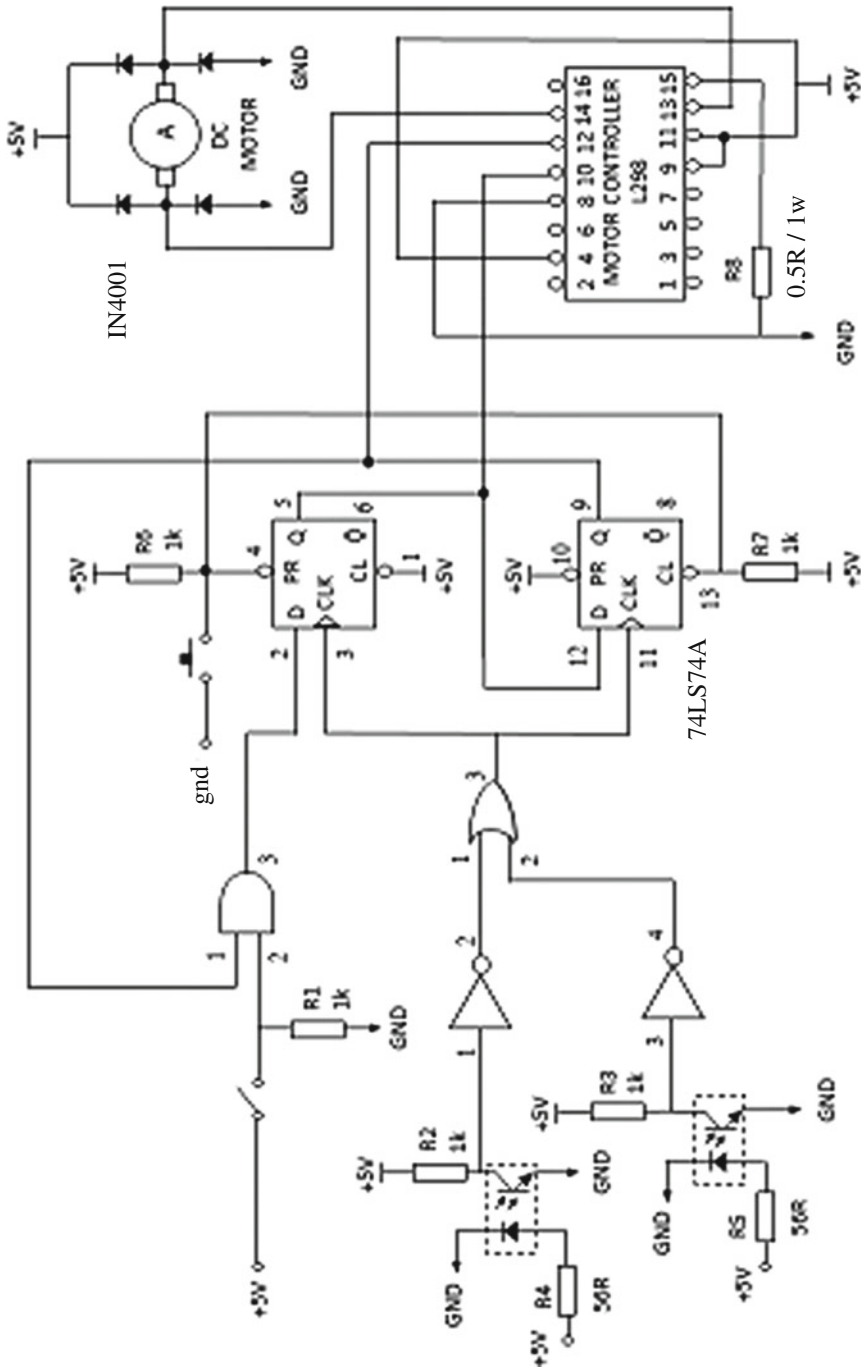 +5V
DC
MOTOR
A
GND
GND
IN4001
2 4 6 8 10 12 14 16
MOTOR CONTROLLER
L298
1 3 5 7 9 11 13 15
R8
0.5R / 1w
GND
+5V
+5V
R6
1k
gnd
4
PR
2
D
Q
5
3
CLK
Q̅
6
CL
1
+5V
+5V
10
PR
12
D
Q
9
11
CLK
Q̅
8
CL
13
R7
1k
+5V
74LS74A
1
2
3
+5V
R1
1k
GND
1
2
3
1
2
3
4
+5V
R2
1k
GND
GND
R4
56R
+5V
+5V
R3
1k
GND
GND
R5
56R
+5V